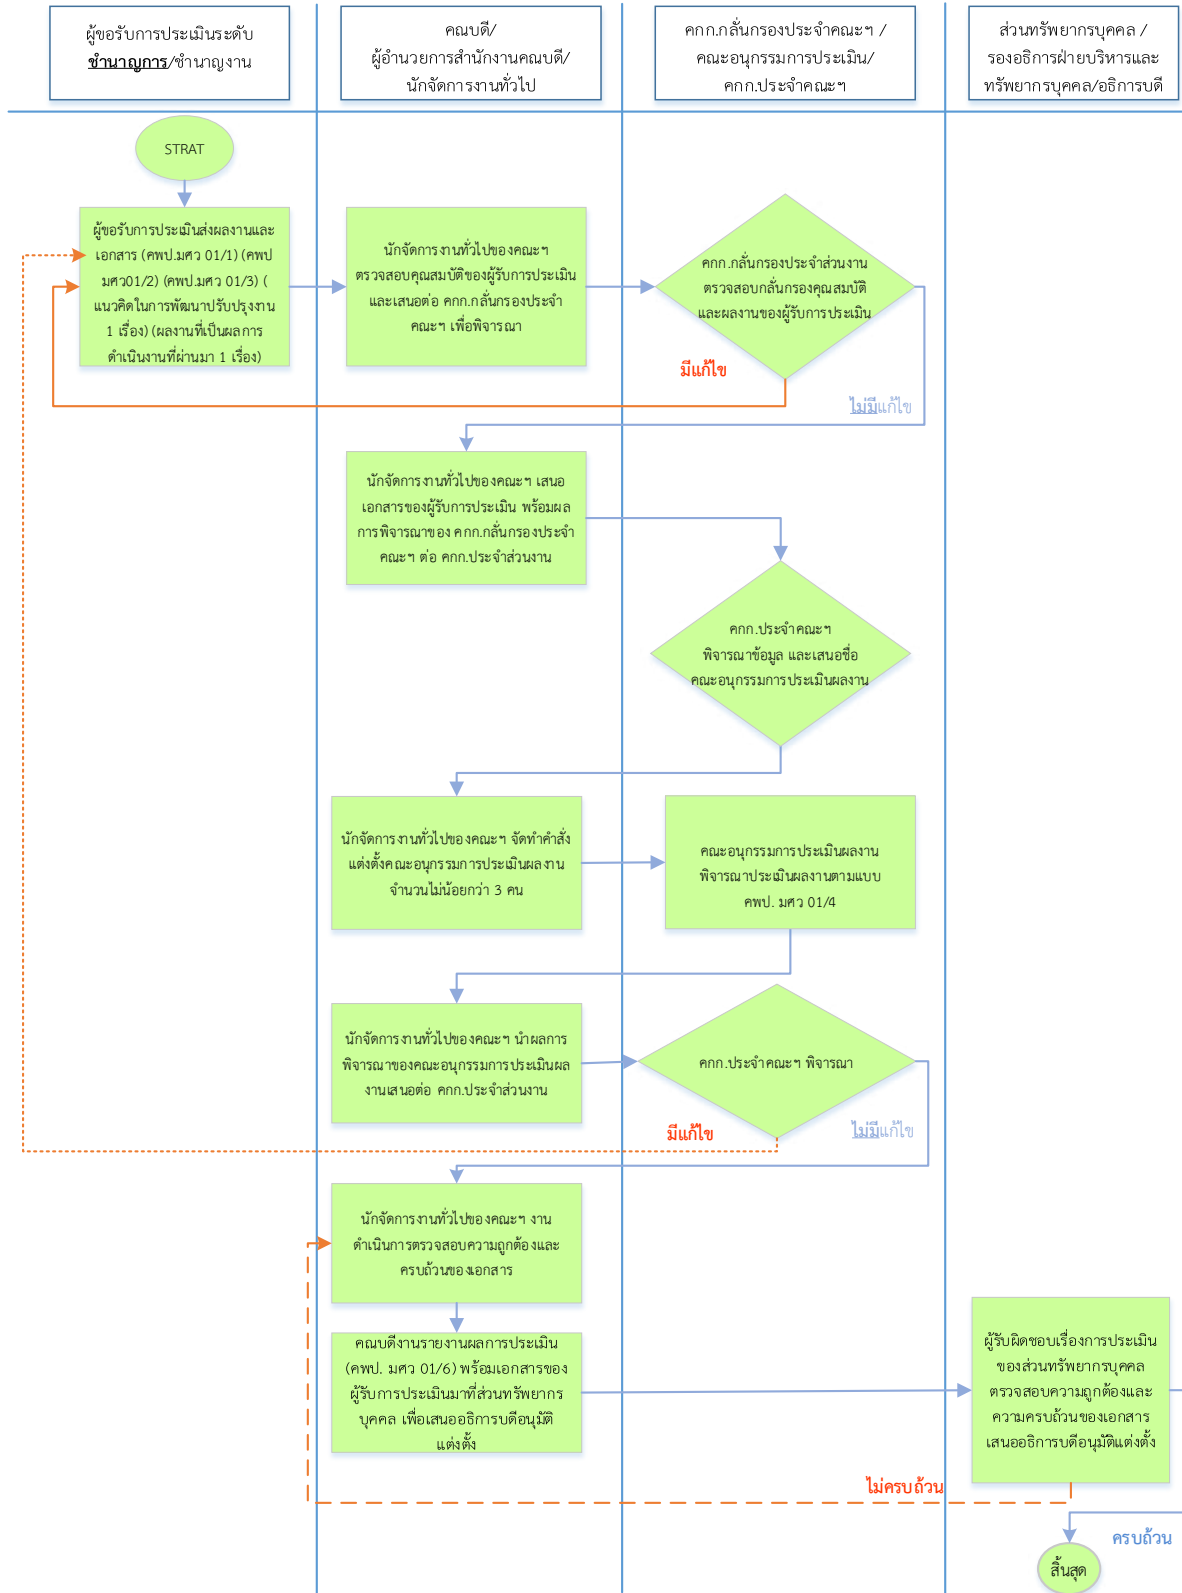 ผู้ขอรับการประเมินระดับ
ชำนาญการ/ชำนาญงาน
คณบดี/
ผู้อำนวยการสำนักงานคณบดี/
นักจัดการงานทั่วไป
คกก.กลั่นกรองประจำคณะฯ /
คณะอนุกรรมการประเมิน/
คกก.ประจำคณะฯ
ส่วนทรัพยากรบุคคล /
รองอธิการฝ่ายบริหารและ
ทรัพยากรบุคคล/อธิการบดี
STRAT
ผู้ขอรับการประเมินส่งผลงานและ
เอกสาร (คพป.มศว 01/1) (คพป
มศว01/2) (คพป.มศว 01/3) (
แนวคิดในการพัฒนาปรับปรุงงาน
1 เรื่อง) (ผลงานที่เป็นผลการ
ดำเนินงานที่ผ่านมา 1 เรื่อง)
นักจัดการงานทั่วไปของคณะฯ
ตรวจสอบคุณสมบัติของผู้รับการประเมิน
และเสนอต่อ คกก.กลั่นกรองประจำ
คณะฯ เพื่อพิจารณา
คกก.กลั่นกรองประจำส่วนงาน
ตรวจสอบกลั่นกรองคุณสมบัติ
และผลงานของผู้รับการประเมิน
มีแก้ไข
ไม่มีแก้ไข
นักจัดการงานทั่วไปของคณะฯ เสนอ
เอกสารของผู้รับการประเมิน พร้อมผล
การพิจารณาของ คกก.กลั่นกรองประจำ
คณะฯ ต่อ คกก.ประจำส่วนงาน
คกก.ประจำคณะฯ
พิจารณาข้อมูล และเสนอชื่อ
คณะอนุกรรมการประเมินผลงาน
นักจัดการงานทั่วไปของคณะฯ จัดทำคำสั่ง
แต่งตั้งคณะอนุกรรมการประเมินผลงาน
จำนวนไม่น้อยกว่า 3 คน
คณะอนุกรรมการประเมินผลงาน
พิจารณาประเมินผลงานตามแบบ
คพป. มศว 01/4
นักจัดการงานทั่วไปของคณะฯ นำผลการ
พิจารณาของคณะอนุกรรมการประเมินผล
งานเสนอต่อ คกก.ประจำส่วนงาน
คกก.ประจำคณะฯ พิจารณา
มีแก้ไข
ไม่มีแก้ไข
นักจัดการงานทั่วไปของคณะฯ งาน
ดำเนินการตรวจสอบความถูกต้องและ
ครบถ้วนของเอกสาร
คณบดีงานรายงานผลการประเมิน
(คพป. มศว 01/6) พร้อมเอกสารของ
ผู้รับการประเมินมาที่ส่วนทรัพยากร
บุคคล เพื่อเสนออธิการบดีอนุมัติ
แต่งตั้ง
ผู้รับผิดชอบเรื่องการประเมิน
ของส่วนทรัพยากรบุคคล
ตรวจสอบความถูกต้องและ
ความครบถ้วนของเอกสาร
เสนออธิการบดีอนุมัติแต่งตั้ง
ไม่ครบถ้วน
ครบถ้วน
สิ้นสุด